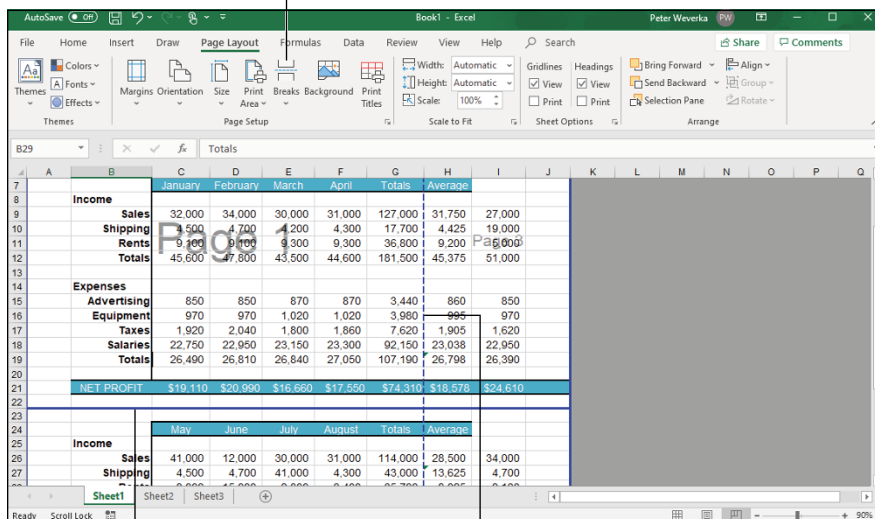 AutoSave Off Book1 - Excel Peter Weverka PW
File Home Insert Draw Page Layout Formulas Data Review View Help Search Share Comments
Colors Width: Automatic Gridlines Headings Bring Forward Align
Aa Fonts Height: Automatic View View Send Backward Group
Themes Effects Margins Orientation Size Print Area Breaks Background Print Titles Scale: 100% Print Print Selection Pane Rotate
Themes Page Setup Scale to Fit Sheet Options Arrange
B29 fx Totals
A B C D E F G H I J K L M N O P Q
7 January February March April Totals Average
8 Income
9 Sales 32,000 34,000 30,000 31,000 127,000 31,750 27,000
10 Shipping 4,500 4,700 4,200 4,300 17,700 4,425 19,000
Page 1 Page 3
11 Rents 9,100 9,100 9,300 9,300 36,800 9,200 5,000
12 Totals 45,600 47,800 43,500 44,600 181,500 45,375 51,000
13
14 Expenses
15 Advertising 850 850 870 870 3,440 860 850
16 Equipment 970 970 1,020 1,020 3,980 995 970
17 Taxes 1,920 2,040 1,800 1,860 7,620 1,905 1,620
18 Salaries 22,750 22,950 23,150 23,300 92,150 23,038 22,950
19 Totals 26,490 26,810 26,840 27,050 107,190 26,798 26,390
20
21 NET PROFIT $19,110 $20,990 $16,660 $17,550 $74,310 $18,578 $24,610
22
23
24 May June July August Totals Average
25 Income
26 Sales 41,000 12,000 30,000 31,000 114,000 28,500 34,000
27 Shipping 4,500 4,700 41,000 4,300 43,000 13,625 4,700
Sheet1 Sheet2 Sheet3
Ready Scroll Lock 90%